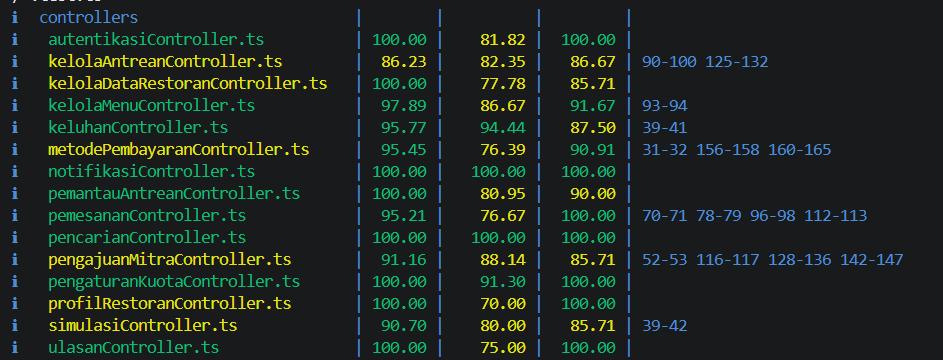 i controllers | | | |
i autentikasiController.ts | 100.00 | 81.82 | 100.00 |
i kelolaAntreanController.ts | 86.23 | 82.35 | 86.67 | 90-100 125-132
i kelolaDataRestoranController.ts | 100.00 | 77.78 | 85.71 |
i kelolaMenuController.ts | 97.89 | 86.67 | 91.67 | 93-94
i keluhanController.ts | 95.77 | 94.44 | 87.50 | 39-41
i metodePembayaranController.ts | 95.45 | 76.39 | 90.91 | 31-32 156-158 160-165
i notifikasiController.ts | 100.00 | 100.00 | 100.00 |
i pemantauAntreanController.ts | 100.00 | 80.95 | 90.00 |
i pemesananController.ts | 95.21 | 76.67 | 100.00 | 70-71 78-79 96-98 112-113
i pencarianController.ts | 100.00 | 100.00 | 100.00 |
i pengajuanMitraController.ts | 91.16 | 88.14 | 85.71 | 52-53 116-117 128-136 142-147
i pengaturanKuotaController.ts | 100.00 | 91.30 | 100.00 |
i profilRestoranController.ts | 100.00 | 70.00 | 100.00 |
i simulasiController.ts | 90.70 | 80.00 | 85.71 | 39-42
i ulasanController.ts | 100.00 | 75.00 | 100.00 |